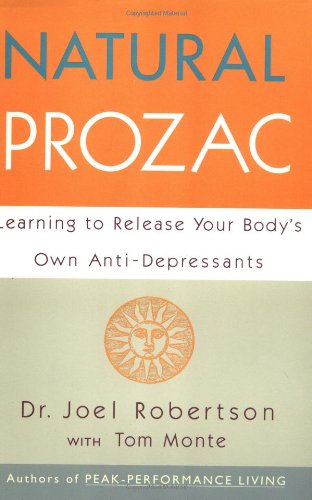 NATURAL
PROZAC
Learning to Release Your Body's
Own Anti-Depressants
Dr. Joel Robertson
WITH Tom Monte
Authors of PEAK-PERFORMANCE LIVING